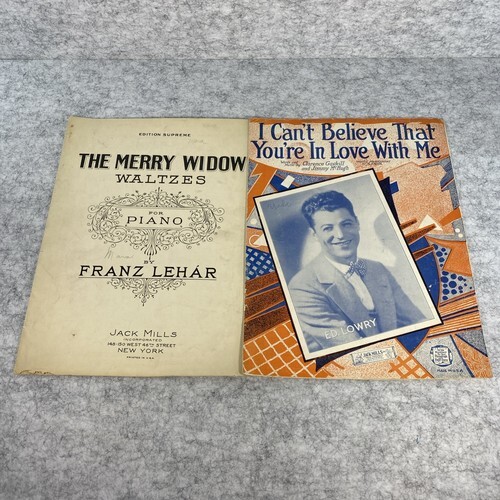 EDITION SUPREME
THE MERRY WIDOW
WALTZES
FOR
PIANO
BY
FRANZ LEHÁR
JACK MILLS
INCORPORATED
148-150 WEST 46TH STREET
NEW YORK
PRINTED IN U.S.A.
I Can't Believe That
You're In Love With Me
Clarence Gaskill
and Jimmy McHugh
ED LOWRY
JACK MILLS